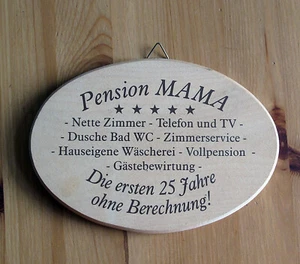 Pension MAMA
★ ★ ★ ★ ★
- Nette Zimmer - Telefon und TV -
- Dusche Bad WC - Zimmerservice -
- Hauseigene Wäscherei - Vollpension -
- Gästebewirtung -
Die ersten 25 Jahre
ohne Berechnung!